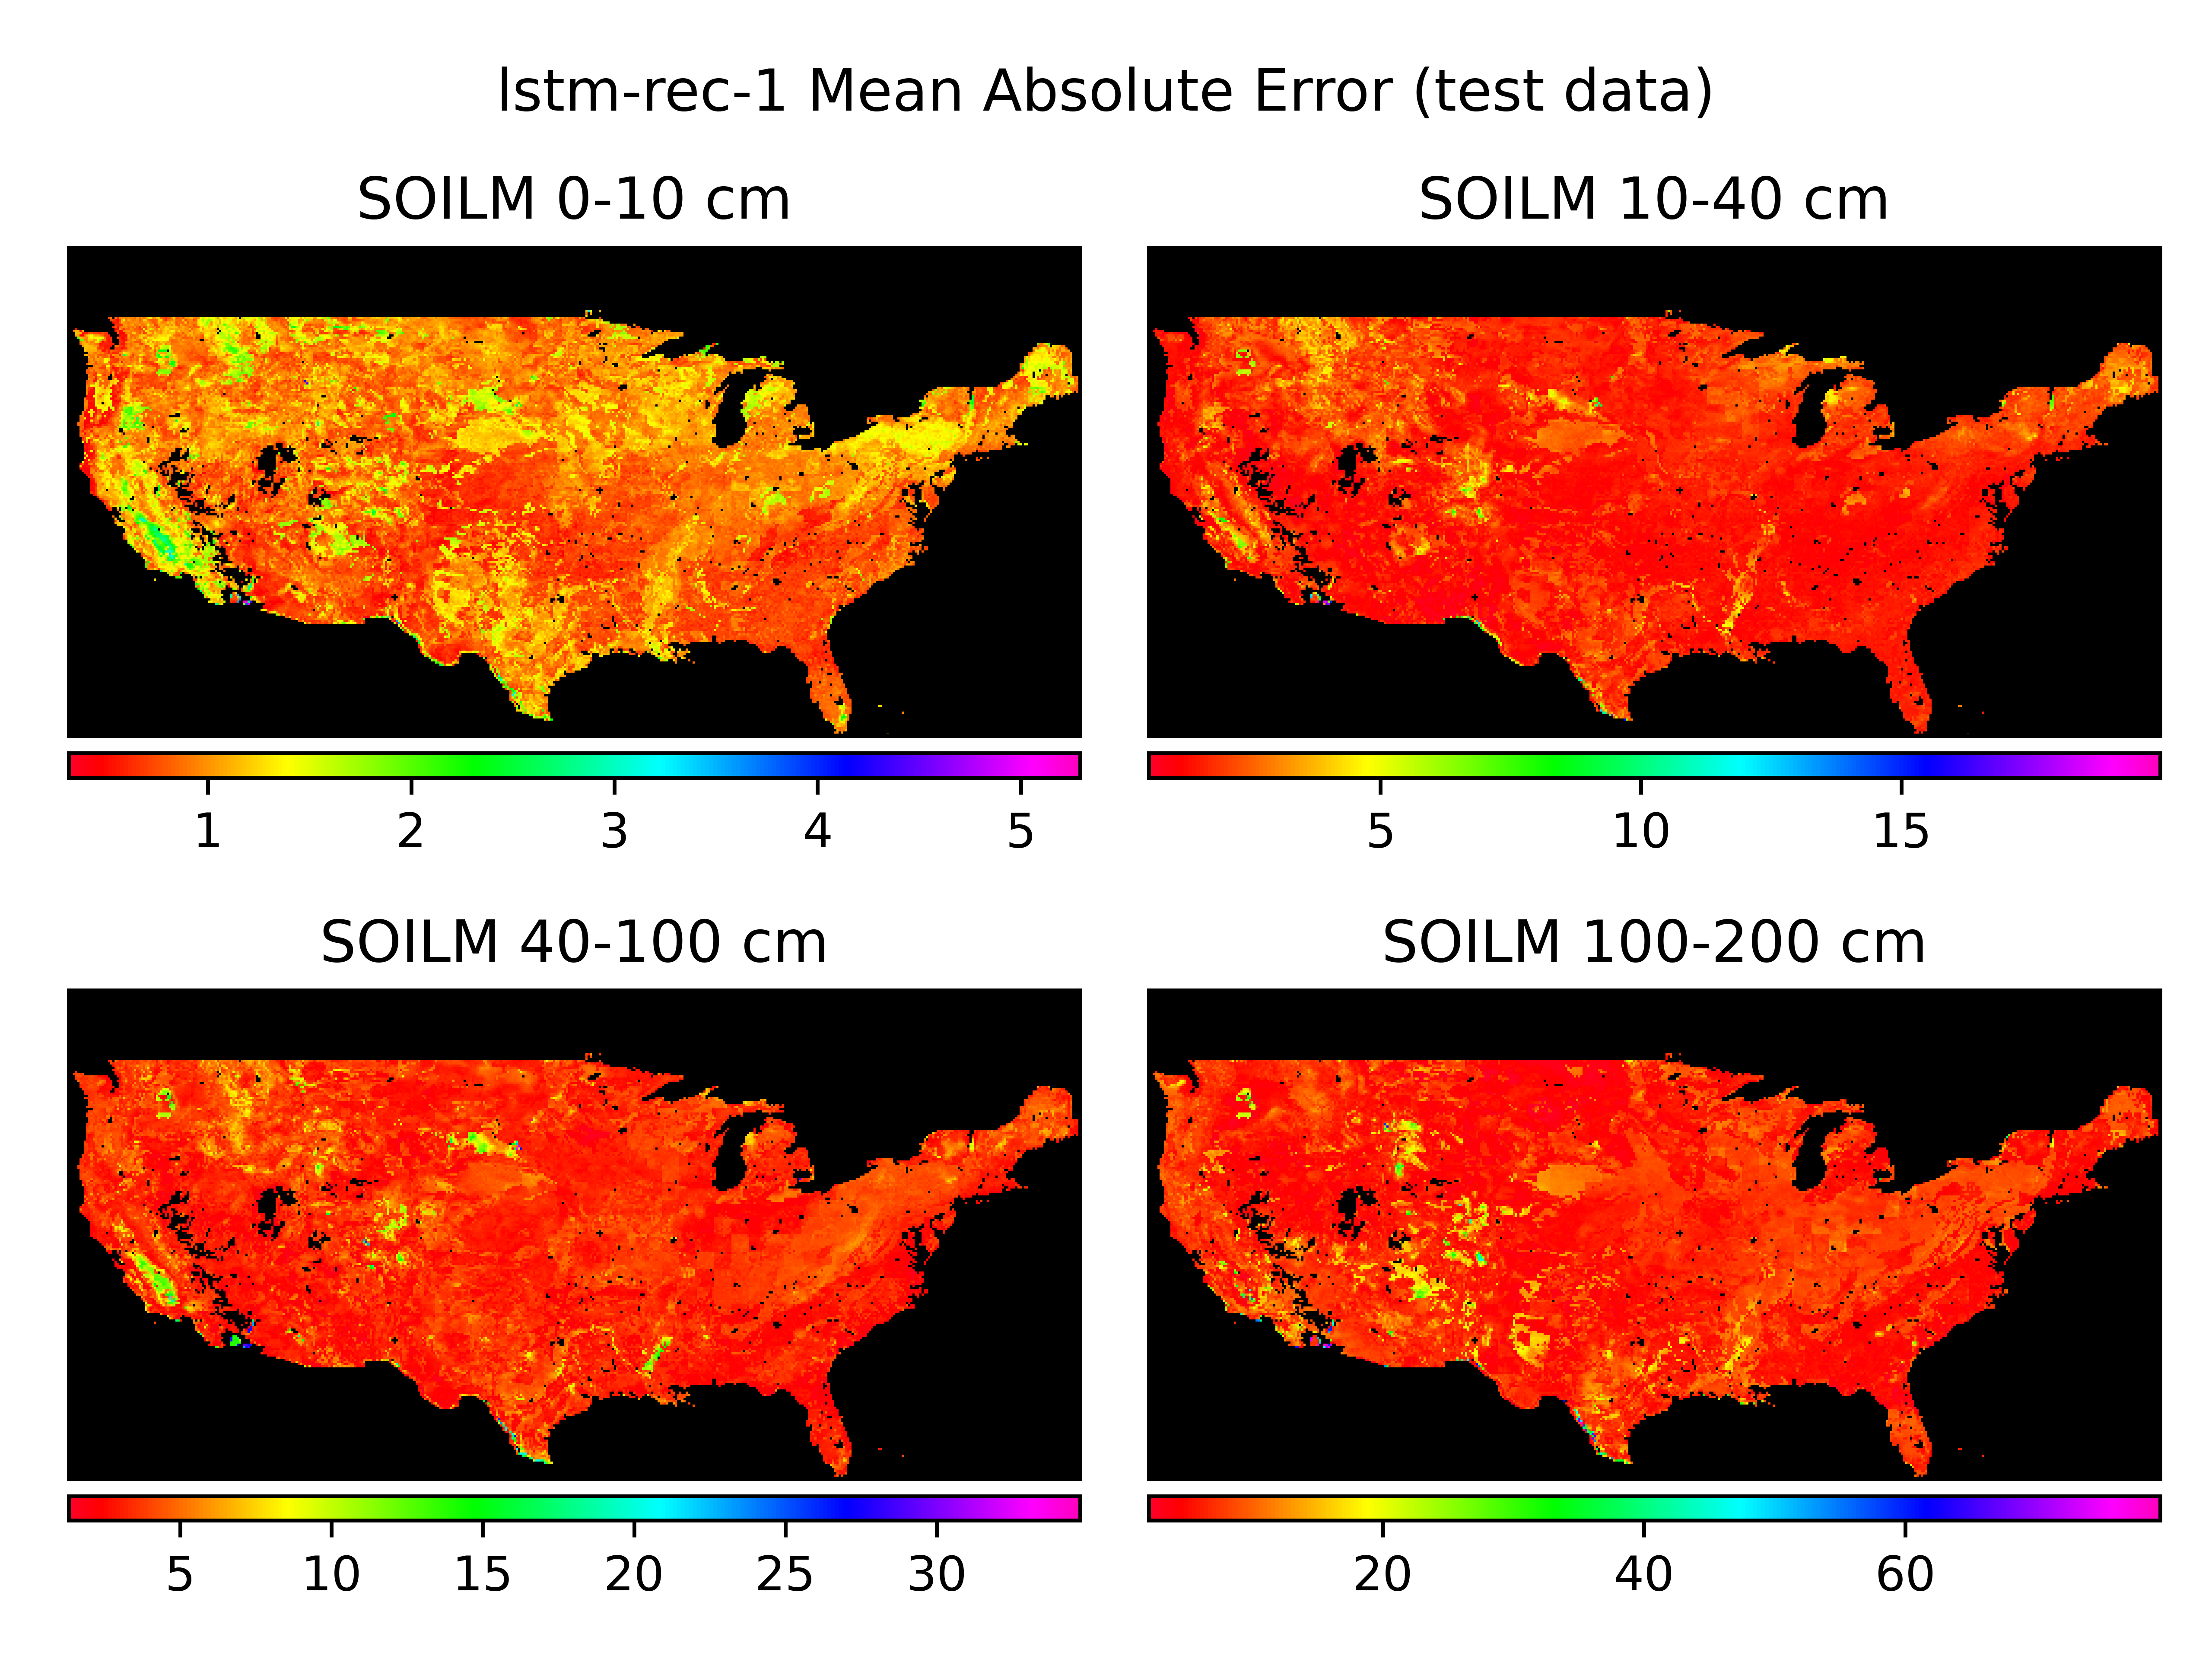 lstm-rec-1 Mean Absolute Error (test data)
SOILM 0-10 cm
SOILM 10-40 cm
1 2 3 4 5
5 10 15
SOILM 40-100 cm
SOILM 100-200 cm
5 10 15 20 25 30
20 40 60